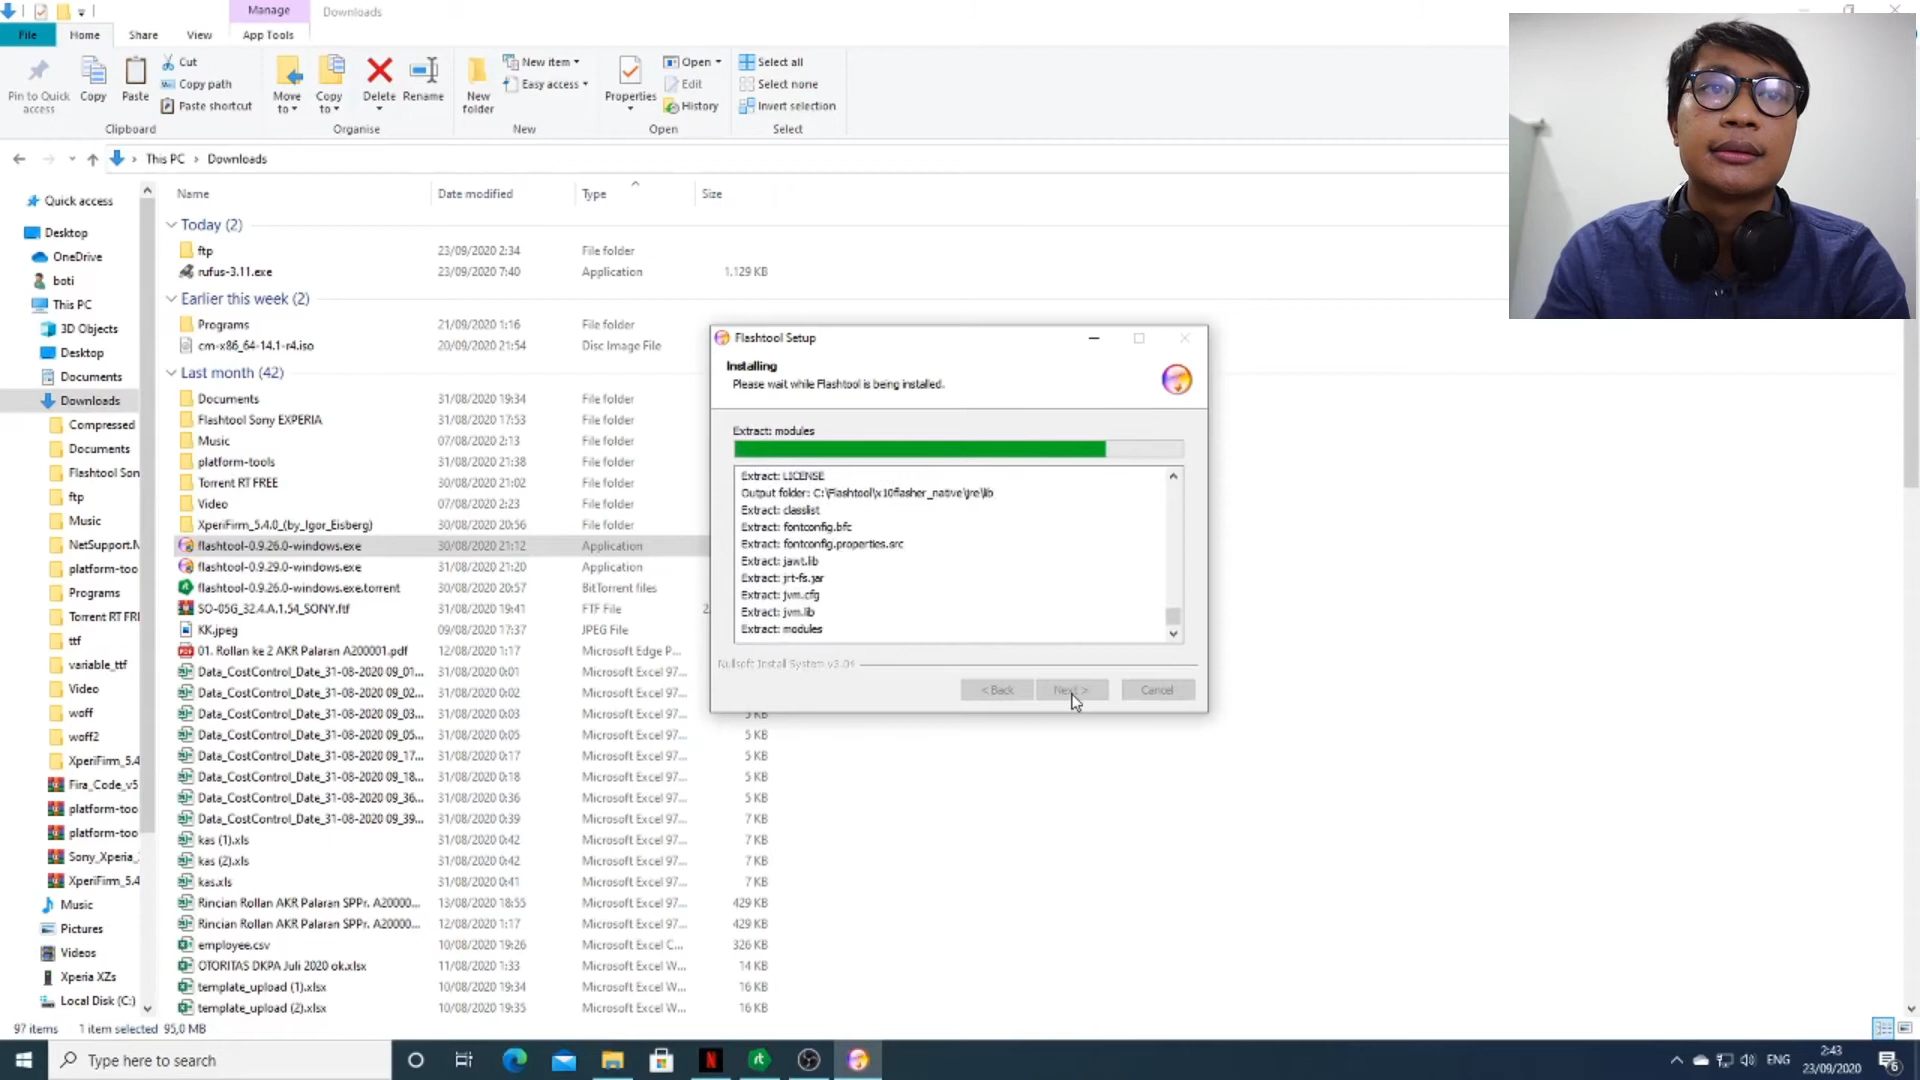 Manage
Downloads
File
Home
Share
View
App Tools
Pin to Quick access
Copy
Paste
Cut
Copy path
Paste shortcut
Clipboard
Move to
Copy to
Delete
Rename
Organise
New folder
New item
Easy access
New
Properties
Open
Edit
History
Open
Select all
Select none
Invert selection
Select
This PC
Downloads
Quick access
Desktop
OneDrive
boti
This PC
3D Objects
Desktop
Documents
Downloads
Compressed
Documents
Flashtool Son
ftp
Music
NetSupport.N
platform-too
Programs
Torrent RT FRI
ttf
variable_ttf
Video
woff
woff2
XperiFirm_5.4
Fira_Code_v5
platform-too
platform-too
Sony_Xperia_
XperiFirm_5.4
Music
Pictures
Videos
Xperia XZs
Local Disk (C:)
Name Date modified Type Size
Today (2)
ftp 23/09/2020 2:34 File folder
rufus-3.11.exe 23/09/2020 7:40 Application 1.129 KB
Earlier this week (2)
Programs 21/09/2020 1:16 File folder
cm-x86_64-14.1-r4.iso 20/09/2020 21:54 Disc Image File
Last month (42)
Documents 31/08/2020 19:34 File folder
Flashtool Sony EXPERIA 31/08/2020 17:53 File folder
Music 07/08/2020 2:13 File folder
platform-tools 31/08/2020 21:38 File folder
Torrent RT FREE 30/08/2020 21:02 File folder
Video 07/08/2020 2:23 File folder
XperiFirm_5.4.0_(by_Igor_Eisberg) 30/08/2020 20:56 File folder
flashtool-0.9.26.0-windows.exe 30/08/2020 21:12 Application
flashtool-0.9.29.0-windows.exe 31/08/2020 21:20 Application
flashtool-0.9.26.0-windows.exe.torrent 30/08/2020 20:57 BitTorrent files
SO-05G_32.4.A.1.54_SONY.ftf 31/08/2020 19:41 FTF File 2.
KK.jpeg 09/08/2020 17:37 JPEG File
01. Rollan ke 2 AKR Palaran A200001.pdf 12/08/2020 1:17 Microsoft Edge P...
Data_CostControl_Date_31-08-2020 09_01... 31/08/2020 0:01 Microsoft Excel 97...
Data_CostControl_Date_31-08-2020 09_02... 31/08/2020 0:02 Microsoft Excel 97...
Data_CostControl_Date_31-08-2020 09_03... 31/08/2020 0:03 Microsoft Excel 97... 5 KB
Data_CostControl_Date_31-08-2020 09_05... 31/08/2020 0:05 Microsoft Excel 97... 5 KB
Data_CostControl_Date_31-08-2020 09_17... 31/08/2020 0:17 Microsoft Excel 97... 5 KB
Data_CostControl_Date_31-08-2020 09_18... 31/08/2020 0:18 Microsoft Excel 97... 5 KB
Data_CostControl_Date_31-08-2020 09_36... 31/08/2020 0:36 Microsoft Excel 97... 5 KB
Data_CostControl_Date_31-08-2020 09_39... 31/08/2020 0:39 Microsoft Excel 97... 7 KB
kas (1).xls 31/08/2020 0:42 Microsoft Excel 97... 7 KB
kas (2).xls 31/08/2020 0:42 Microsoft Excel 97... 7 KB
kas.xls 31/08/2020 0:41 Microsoft Excel 97... 7 KB
Rincian Rollan AKR Palaran SPPr. A20000... 13/08/2020 18:55 Microsoft Excel 97... 429 KB
Rincian Rollan AKR Palaran SPPr. A20000... 12/08/2020 1:17 Microsoft Excel 97... 429 KB
employee.csv 10/08/2020 19:26 Microsoft Excel C... 326 KB
OTORITAS DKPA Juli 2020 ok.xlsx 11/08/2020 1:33 Microsoft Excel W... 14 KB
template_upload (1).xlsx 10/08/2020 19:34 Microsoft Excel W... 16 KB
template_upload (2).xlsx 10/08/2020 19:35 Microsoft Excel W... 16 KB
Flashtool Setup
Installing
Please wait while Flashtool is being installed.
Extract: modules
Extract: LICENSE
Output folder: C:\Flashtool\x10flasher_native\jre\lib
Extract: classlist
Extract: fontconfig.bfc
Extract: fontconfig.properties.src
Extract: jawt.lib
Extract: jrt-fs.jar
Extract: jvm.cfg
Extract: jvm.lib
Extract: modules
Nullsoft Install System v3.04
< Back
Next >
Cancel
97 items 1 item selected 95,0 MB
Type here to search
N
rt
ENG
2:43
23/09/2020
6